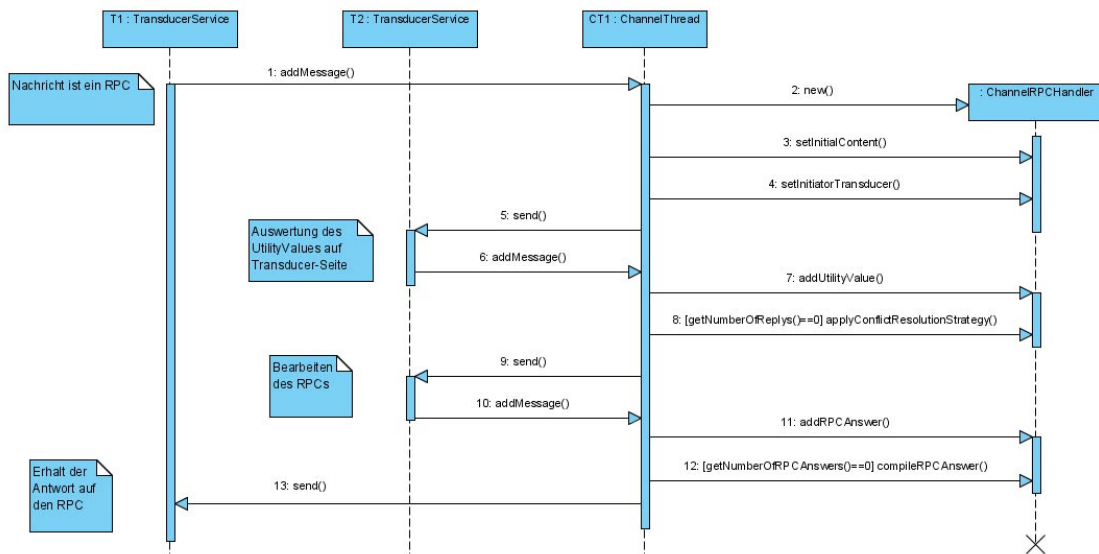 T1 : TransducerService
T2 : TransducerService
CT1 : ChannelThread
1: addMessage()
Nachricht ist ein RPC
2: new()
: ChannelRPCHandler
3: setInitialContent()
4: setInitiatorTransducer()
5: send()
Auswertung des
UtilityValues auf
Transducer-Seite
6: addMessage()
7: addUtilityValue()
8: [getNumberOfReplys()==0] applyConflictResolutionStrategy()
9: send()
Bearbeiten
des RPCs
10: addMessage()
11: addRPCAnswer()
12: [getNumberOfRPCAnswers()==0] compileRPCAnswer()
Erhalt der
Antwort auf
den RPC
13: send()